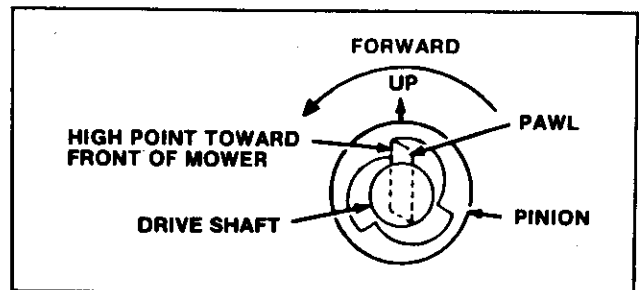 FORWARD
UP
PAWL
HIGH POINT TOWARD
FRONT OF MOWER
DRIVE SHAFT
PINION